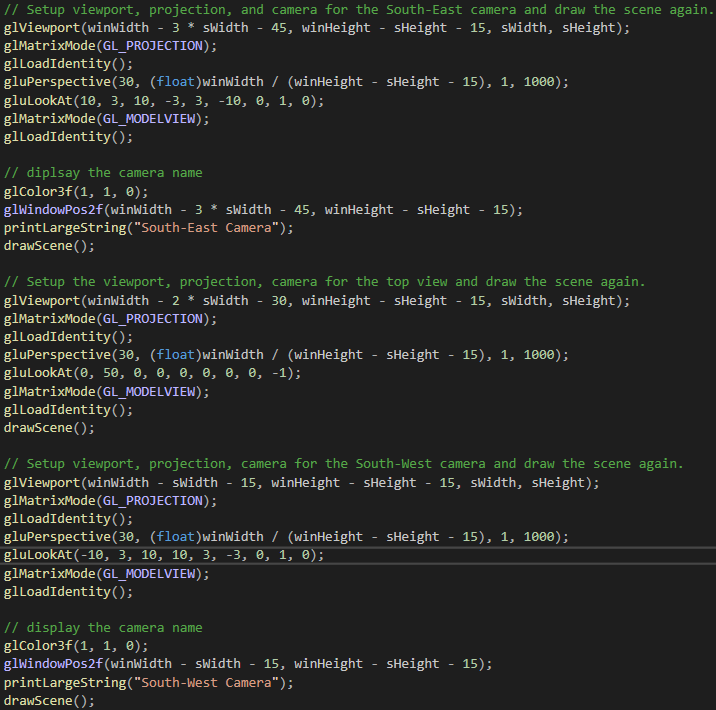 // Setup viewport, projection, and camera for the South-East camera and draw the scene again.
glViewport(winWidth - 3 * sWidth - 45, winHeight - sHeight - 15, sWidth, sHeight);
glMatrixMode(GL_PROJECTION);
glLoadIdentity();
gluPerspective(30, (float)winWidth / (winHeight - sHeight - 15), 1, 1000);
gluLookAt(10, 3, 10, -3, 3, -10, 0, 1, 0);
glMatrixMode(GL_MODELVIEW);
glLoadIdentity();
// diplsay the camera name
glColor3f(1, 1, 0);
glWindowPos2f(winWidth - 3 * sWidth - 45, winHeight - sHeight - 15);
printLargeString("South-East Camera");
drawScene();
// Setup the viewport, projection, camera for the top view and draw the scene again.
glViewport(winWidth - 2 * sWidth - 30, winHeight - sHeight - 15, sWidth, sHeight);
glMatrixMode(GL_PROJECTION);
glLoadIdentity();
gluPerspective(30, (float)winWidth / (winHeight - sHeight - 15), 1, 1000);
gluLookAt(0, 50, 0, 0, 0, 0, 0, 0, -1);
glMatrixMode(GL_MODELVIEW);
glLoadIdentity();
drawScene();
// Setup viewport, projection, camera for the South-West camera and draw the scene again.
glViewport(winWidth - sWidth - 15, winHeight - sHeight - 15, sWidth, sHeight);
glMatrixMode(GL_PROJECTION);
glLoadIdentity();
gluPerspective(30, (float)winWidth / (winHeight - sHeight - 15), 1, 1000);
gluLookAt(-10, 3, 10, 10, 3, -3, 0, 1, 0);
glMatrixMode(GL_MODELVIEW);
glLoadIdentity();
// display the camera name
glColor3f(1, 1, 0);
glWindowPos2f(winWidth - sWidth - 15, winHeight - sHeight - 15);
printLargeString("South-West Camera");
drawScene();